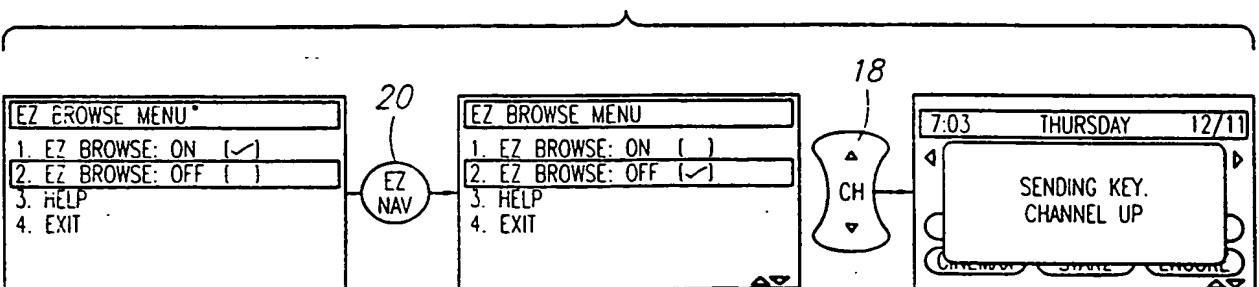 18
20
EZ BROWSE MENU
1. EZ BROWSE: ON (✓)
2. EZ BROWSE: OFF ( )
3. HELP
4. EXIT
EZ
NAV
EZ BROWSE MENU
1. EZ BROWSE: ON ( )
2. EZ BROWSE: OFF (✓)
3. HELP
4. EXIT
CH
7:03 THURSDAY 12/11
SENDING KEY.
CHANNEL UP